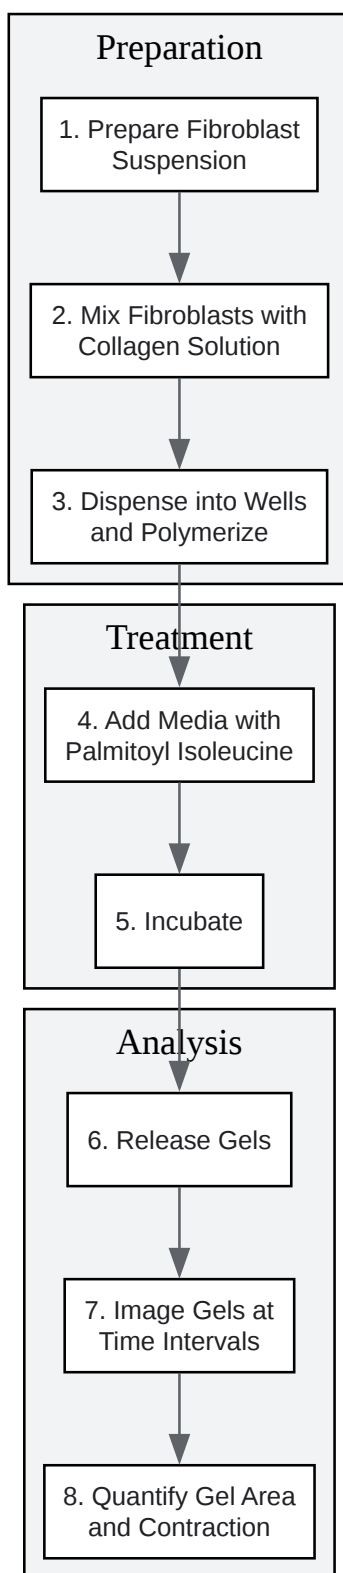 Preparation
1. Prepare Fibroblast
Suspension
2. Mix Fibroblasts with
Collagen Solution
3. Dispense into Wells
and Polymerize
Treatment
4. Add Media with
Palmitoyl Isoleucine
5. Incubate
Analysis
6. Release Gels
7. Image Gels at
Time Intervals
8. Quantify Gel Area
and Contraction